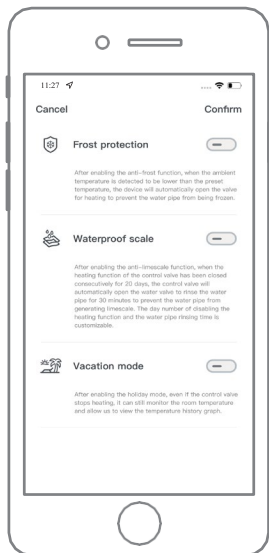 11:27
Cancel Confirm
Frost protection
After enabling the anti-frost function, when the ambient
temperature is detected to be lower than the preset
temperature, the device will automatically open the valve
for heating to prevent the water pipe from being frozen.
Waterproof scale
After enabling the anti-limescale function, when the
heating function of the control valve has been closed
consecutively for 20 days, the control valve will
automatically open the water valve to rinse the water
pipe for 30 minutes to prevent the water pipe from
generating limescale. The day number of disabling the
heating function and the water pipe rinsing time is
customizable.
Vacation mode
After enabling the holiday mode, even if the control valve
stops heating, it can still monitor the room temperature
and allow us to view the temperature history graph.